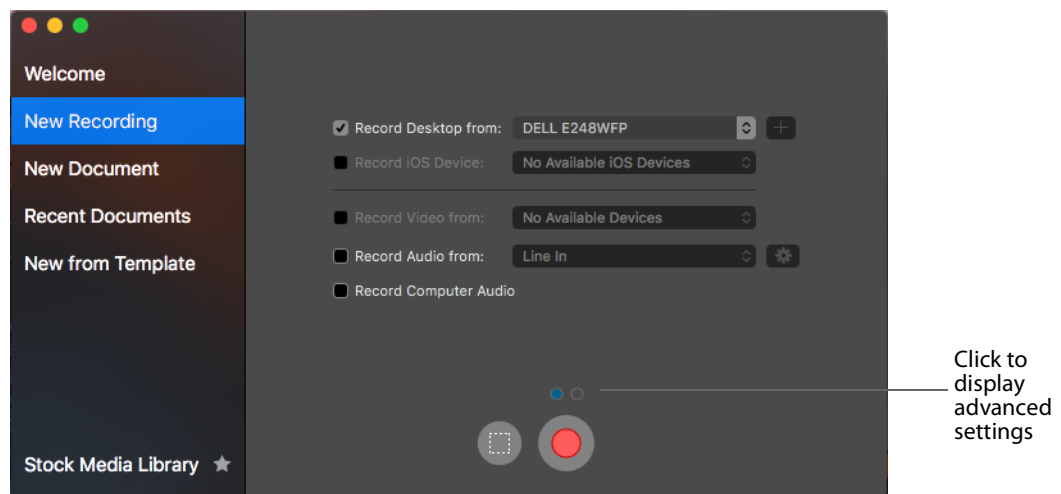 Welcome
New Recording
New Document
Recent Documents
New from Template
Stock Media Library
Record Desktop from: DELL E248WFP
Record iOS Device: No Available iOS Devices
Record Video from: No Available Devices
Record Audio from: Line In
Record Computer Audio
Click to
display
advanced
settings